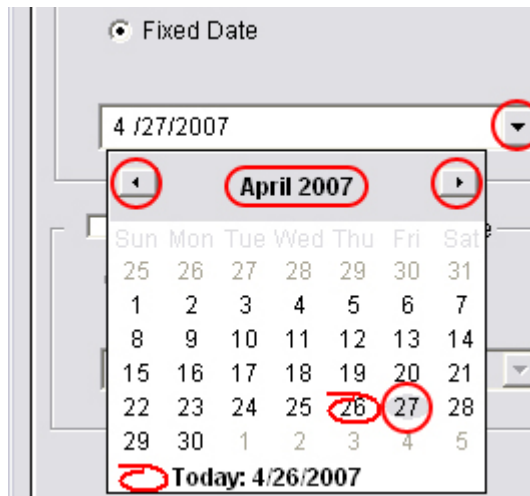 Fixed Date
4 /27/2007
April 2007
Sun Mon Tue Wed Thu Fri Sat
25 26 27 28 29 30 31
1 2 3 4 5 6 7
8 9 10 11 12 13 14
15 16 17 18 19 20 21
22 23 24 25 26 27 28
29 30 1 2 3 4 5
Today: 4/26/2007